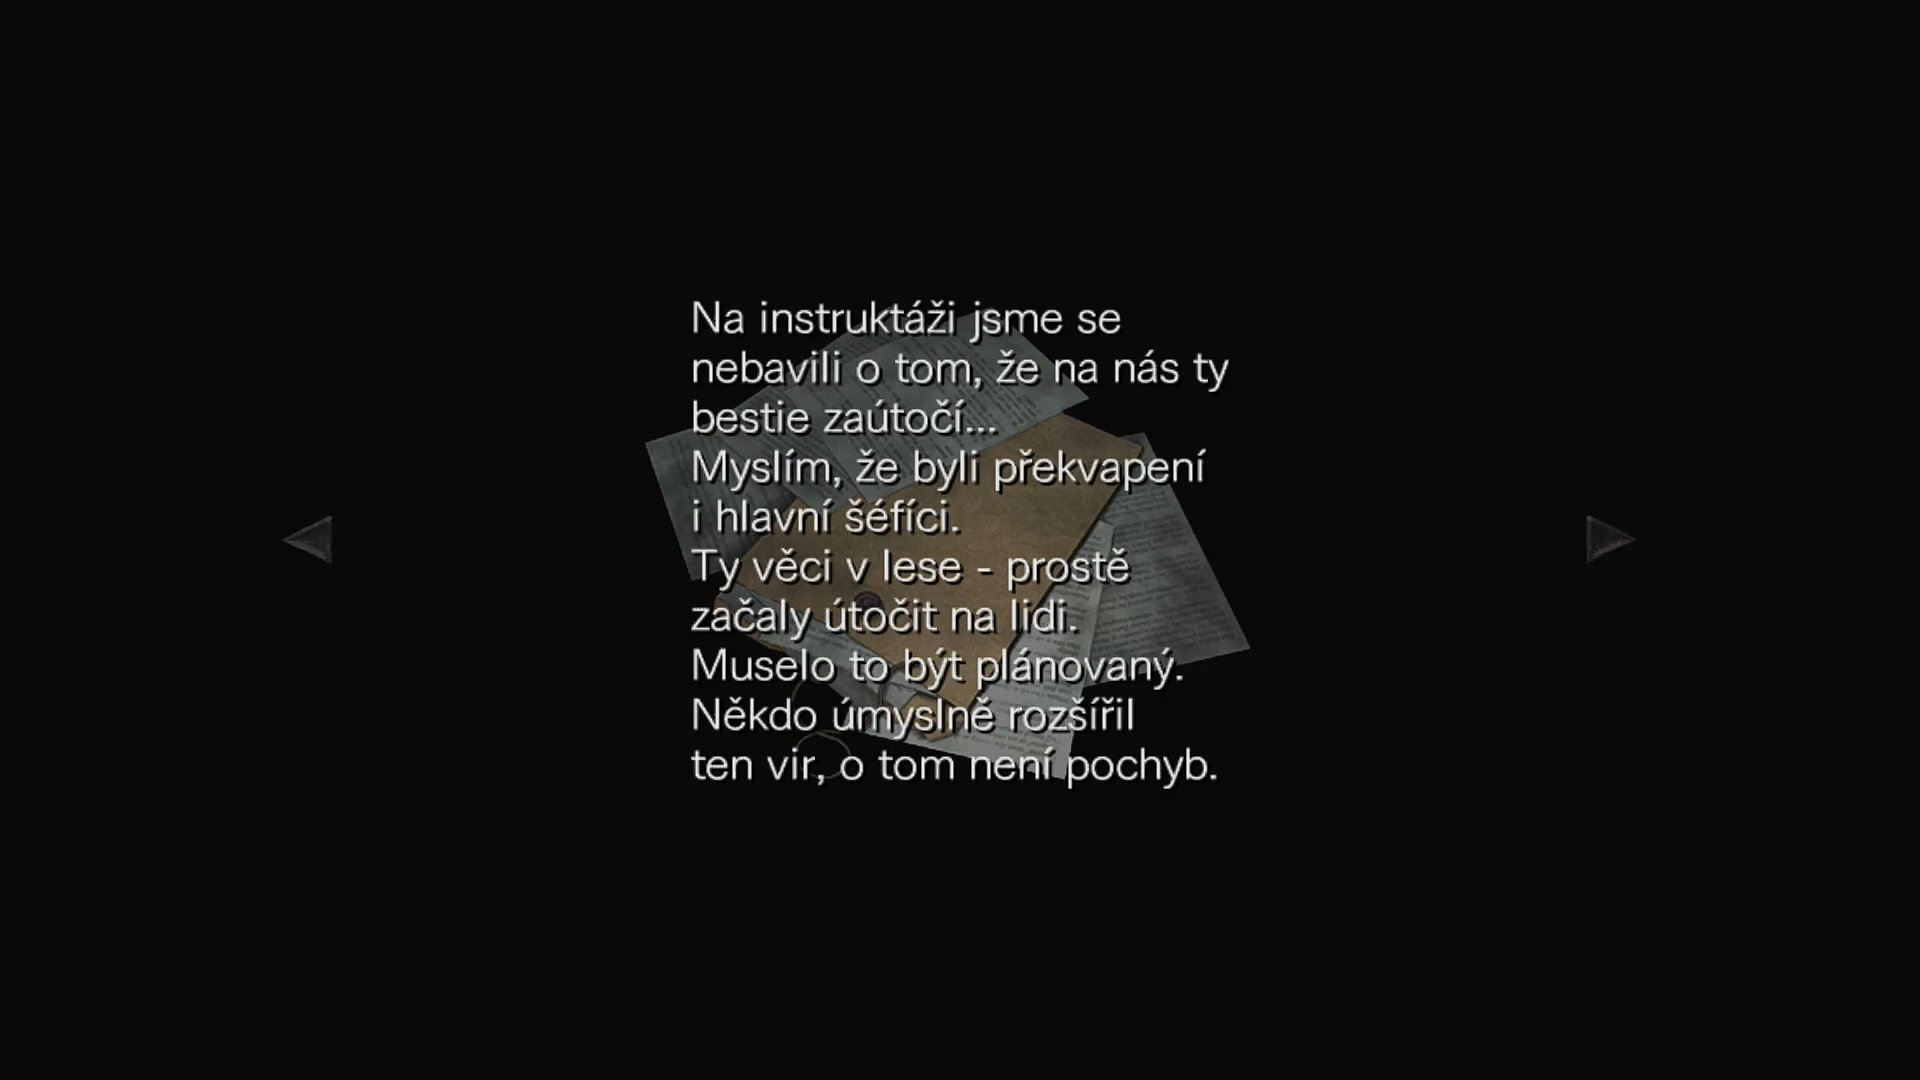 Na instruktáži jsme se
nebavili o tom, že na nás ty
bestie zaútočí...
Myslím, že byli překvapení
i hlavní šéfíci.
Ty věci v lese - prostě
začaly útočit na lidi.
Muselo to být plánovaný.
Někdo úmyslně rozšířil
ten vir, o tom není pochyb.